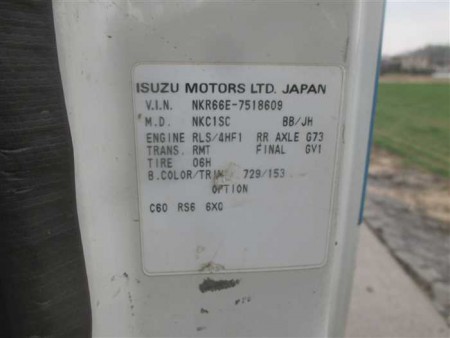 ISUZU MOTORS LTD. JAPAN
V.I.N. NKR66E-7518609
M.D. NKC1SC BB/JH
ENGINE RLS/4HF1 RR AXLE G73
TRANS. RMT FINAL GV1
TIRE 06H
B.COLOR/TRIM 729/153
OPTION
C60 RS6 6XG